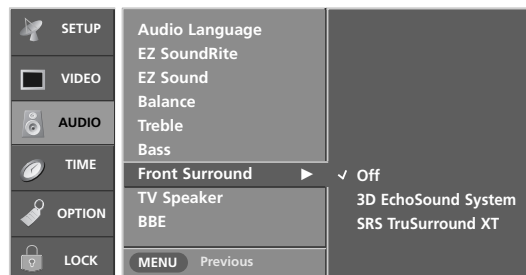 SETUP
VIDEO
AUDIO
TIME
OPTION
LOCK
Audio Language
EZ SoundRite
EZ Sound
Balance
Treble
Bass
Front Surround ▶
TV Speaker
BBE
MENU Previous
✓ Off
3D EchoSound System
SRS TruSurround XT